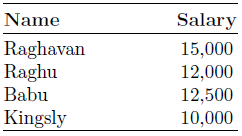 Name Salary
Raghavan 15,000
Raghu 12,000
Babu 12,500
Kingsly 10,000